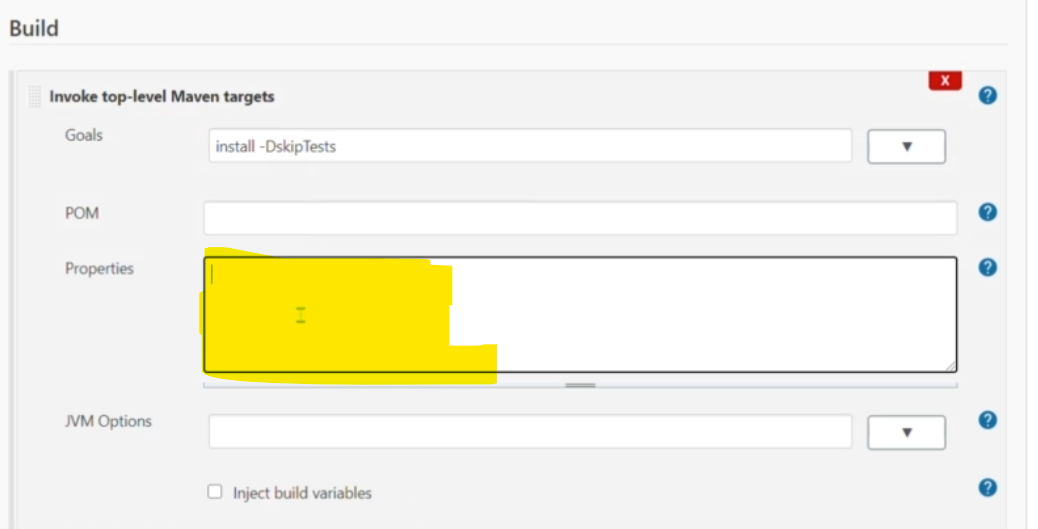 Build
Invoke top-level Maven targets
X
?
Goals
install -DskipTests
▼
POM
?
Properties
?
JVM Options
▼
?
Inject build variables
?